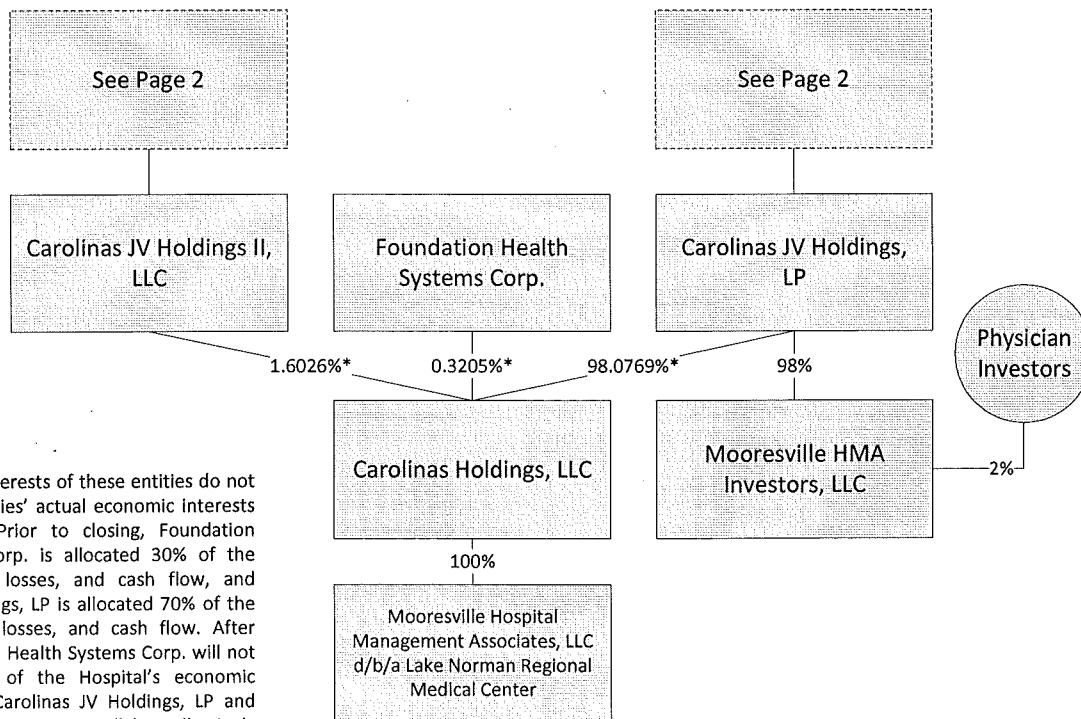 See Page 2
See Page 2
Carolinas JV Holdings II,
LLC
Foundation Health
Systems Corp.
Carolinas JV Holdings,
LP
Physician
Investors
1.6026%*
0.3205%*
98.0769%*
98%
Carolinas Holdings, LLC
Mooresville HMA
Investors, LLC
2%
100%
Mooresville Hospital
Management Associates, LLC
d/b/a Lake Norman Regional
Medical Center
erests of these entities do not
ies' actual economic interests
Prior to closing, Foundation
orp. is allocated 30% of the
losses, and cash flow, and
gs, LP is allocated 70% of the
losses, and cash flow. After
Health Systems Corp. will not
of the Hospital's economic
Carolinas JV Holdings, LP and